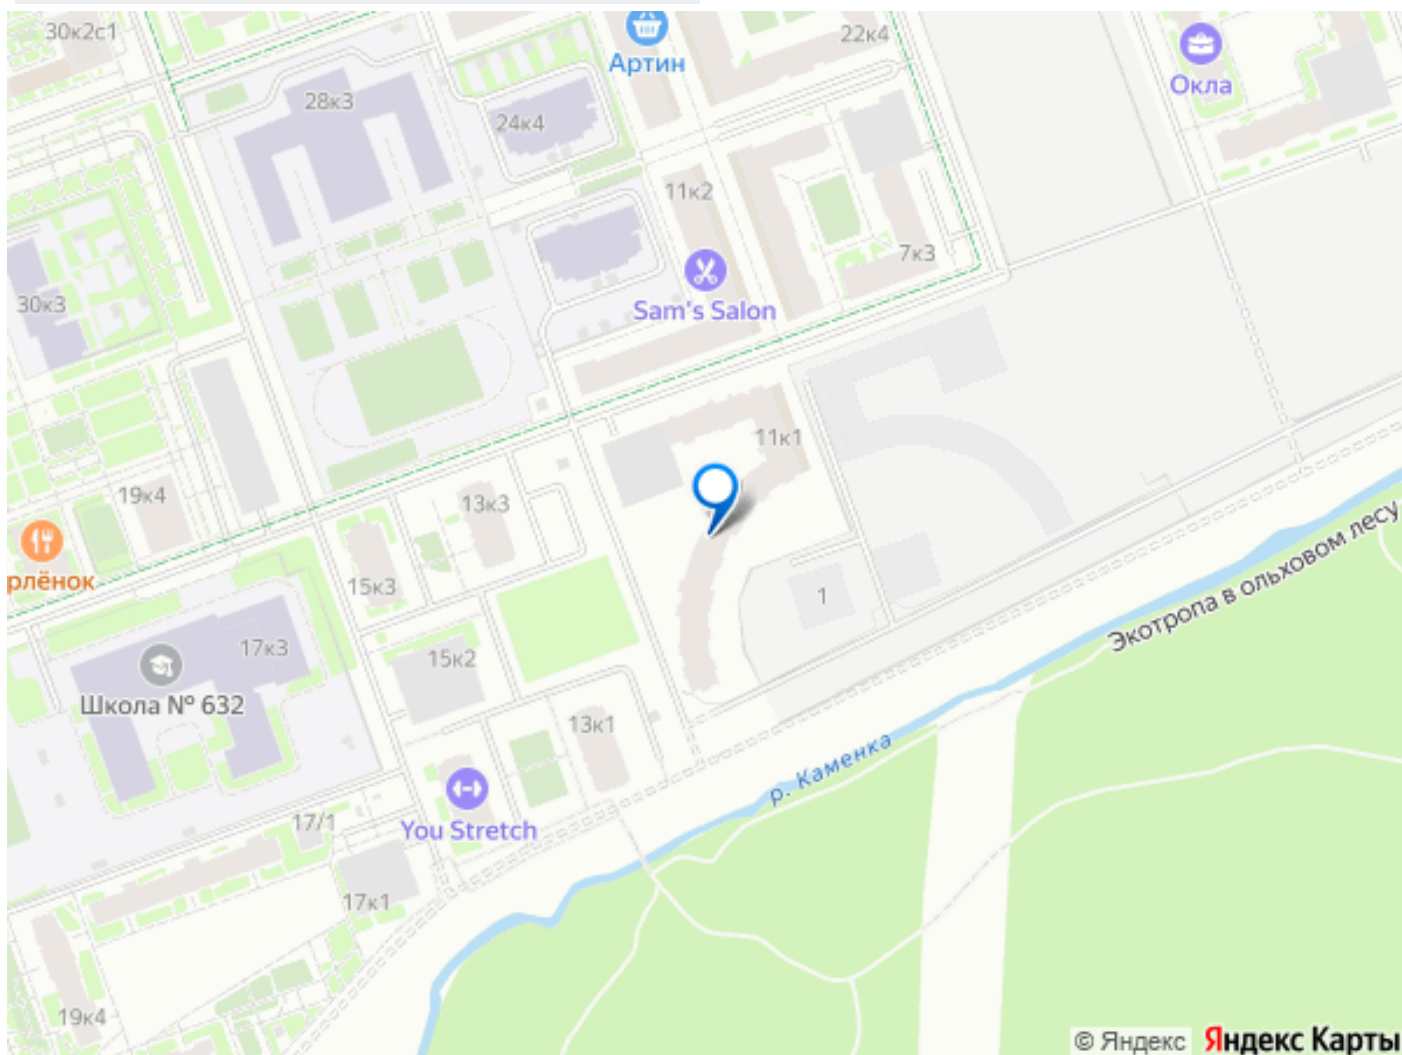 30к2с1
Артин
22к4
Окла
28к3
24к4
11к2
7к3
30к3
Sam's Salon
11к1
19к4
13к3
рлёнок
15к3
1
Экотропа в ольховом лесу
17к3
15к2
Школа № 632
13к1
р. Каменка
You Stretch
17/1
17к1
19к4
© Яндекс Яндекс Карты